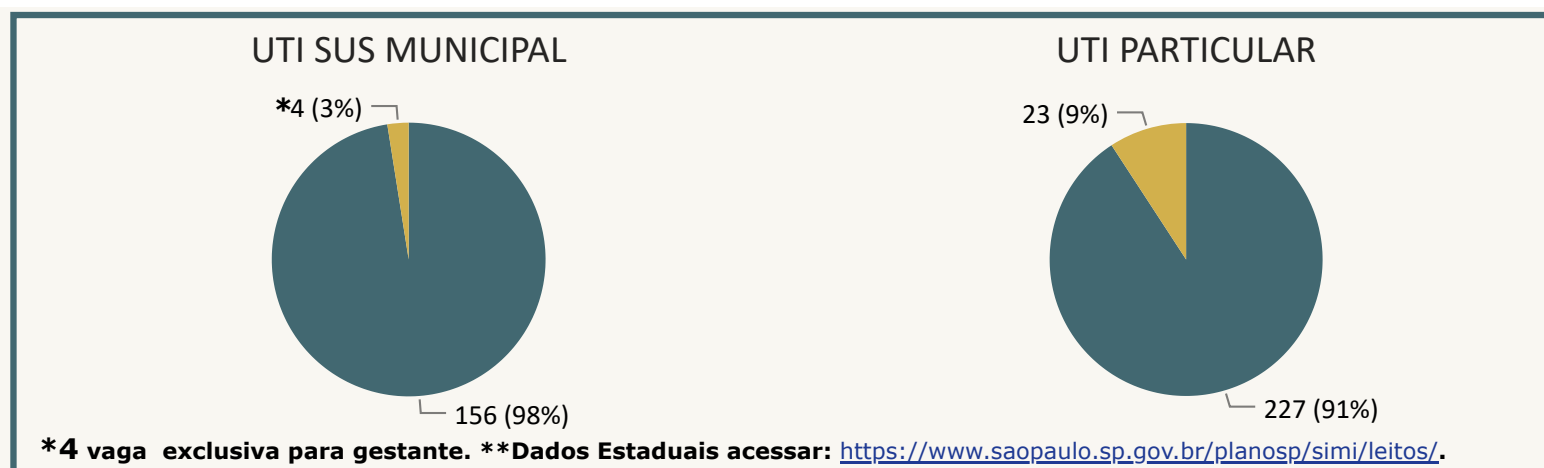 UTI SUS MUNICIPAL
*4 (3%)
156 (98%)
UTI PARTICULAR
23 (9%)
227 (91%)
*4 vaga exclusiva para gestante. **Dados Estaduais acessar: https://www.saopaulo.sp.gov.br/planosp/simi/leitos/.